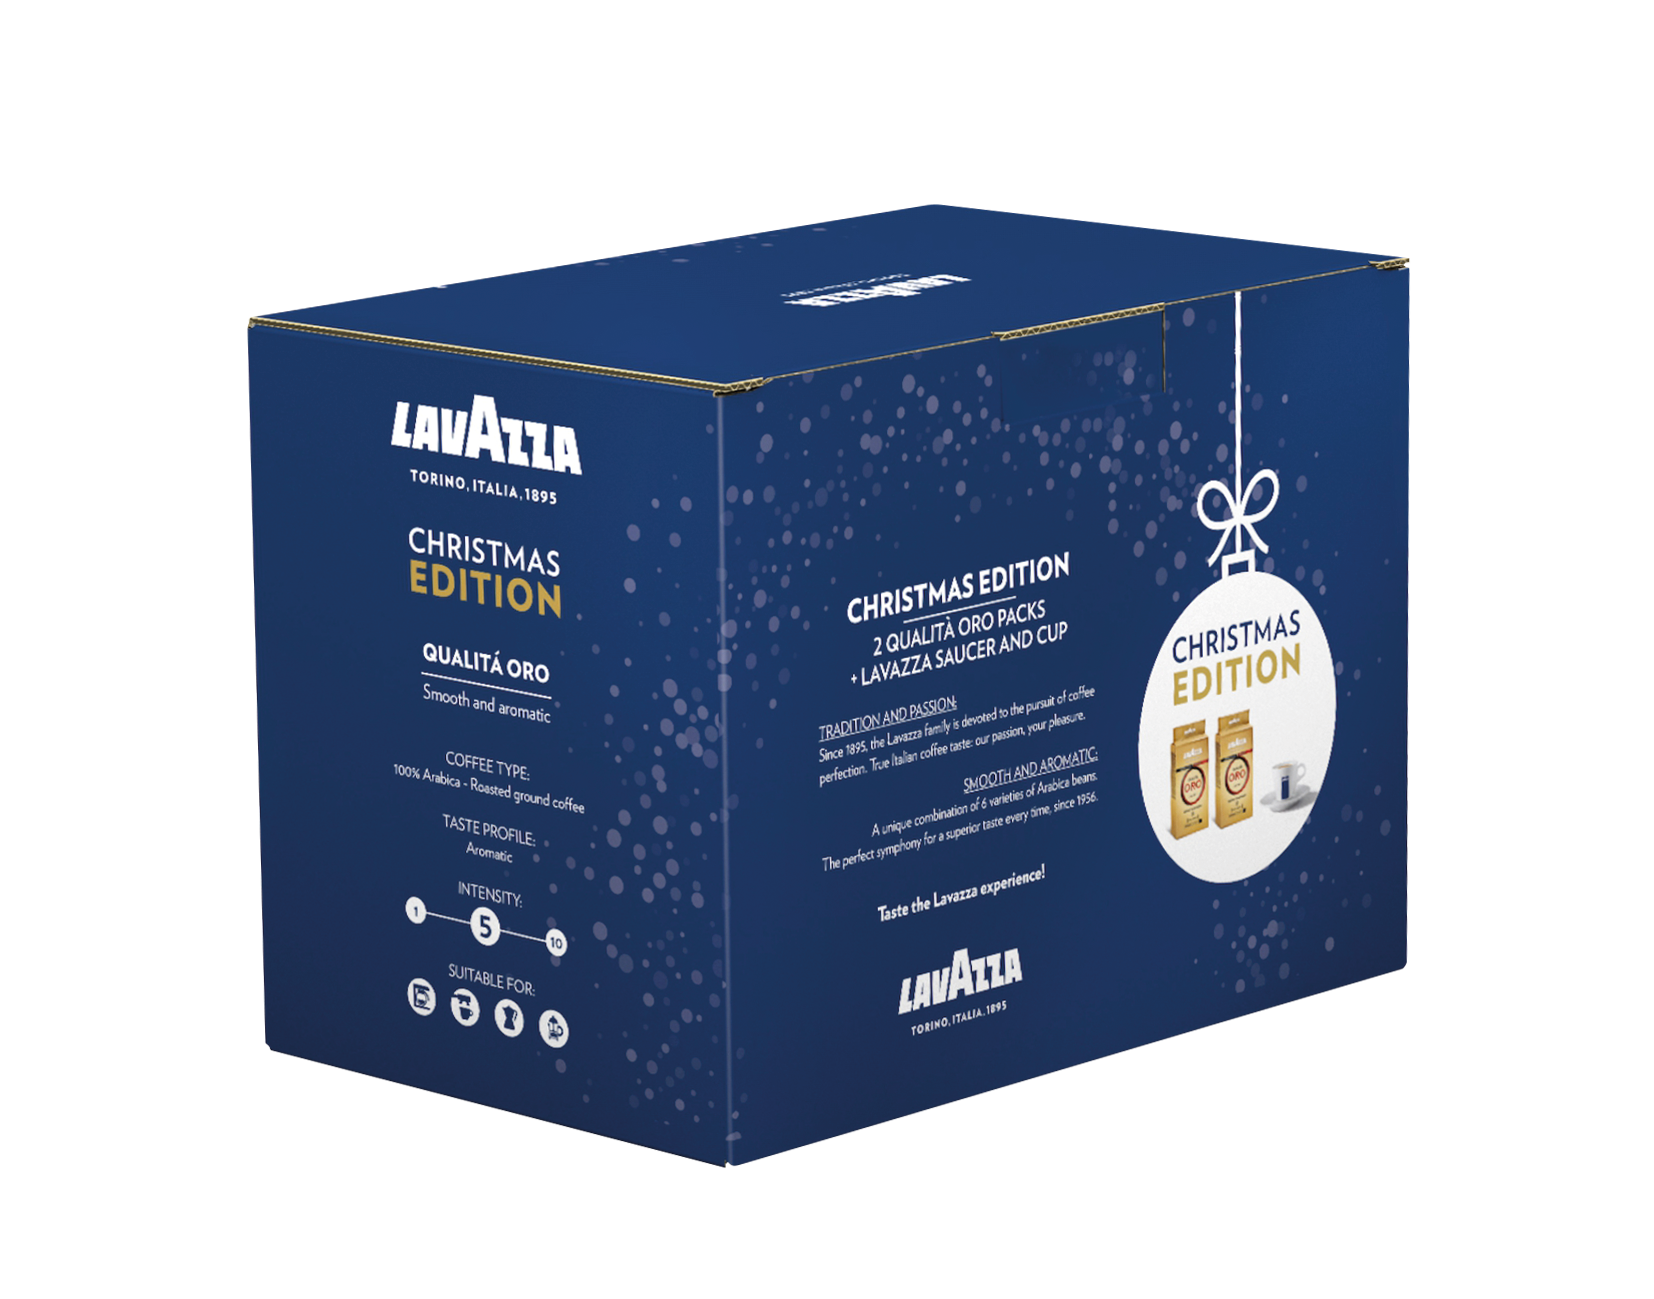 LAVAZZA
LAVAZZA
TORINO, ITALIA, 1895
CHRISTMAS
EDITION
QUALITÁ ORO
Smooth and aromatic
COFFEE TYPE:
100% Arabica - Roasted ground coffee
TASTE PROFILE:
Aromatic
INTENSITY:
1 5 10
SUITABLE FOR:
CHRISTMAS EDITION
2 QUALITÀ ORO PACKS
+ LAVAZZA SAUCER AND CUP
TRADITION AND PASSION:
Since 1895, the Lavazza family is devoted to the pursuit of coffee
perfection. True Italian coffee taste: our passion, your pleasure.
SMOOTH AND AROMATIC:
A unique combination of 6 varieties of Arabica beans.
The perfect symphony for a superior taste every time, since 1956.
Taste the Lavazza experience!
LAVAZZA
TORINO, ITALIA, 1895
CHRISTMAS
EDITION
LAVAZZA
ORO
LAVAZZA
ORO